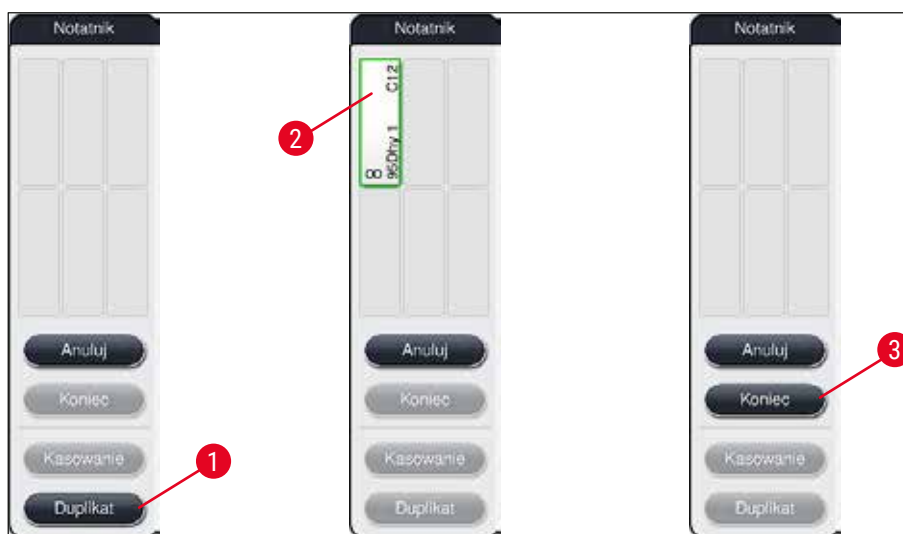 Notatnik
Anuluj
Koniec
Kasowanie
Duplikat
1
Notatnik
C12
95Dhy 1
8
2
Anuluj
Koniec
Kasowanie
Duplikat
Notatnik
Anuluj
Koniec
3
Kasowanie
Duplikat